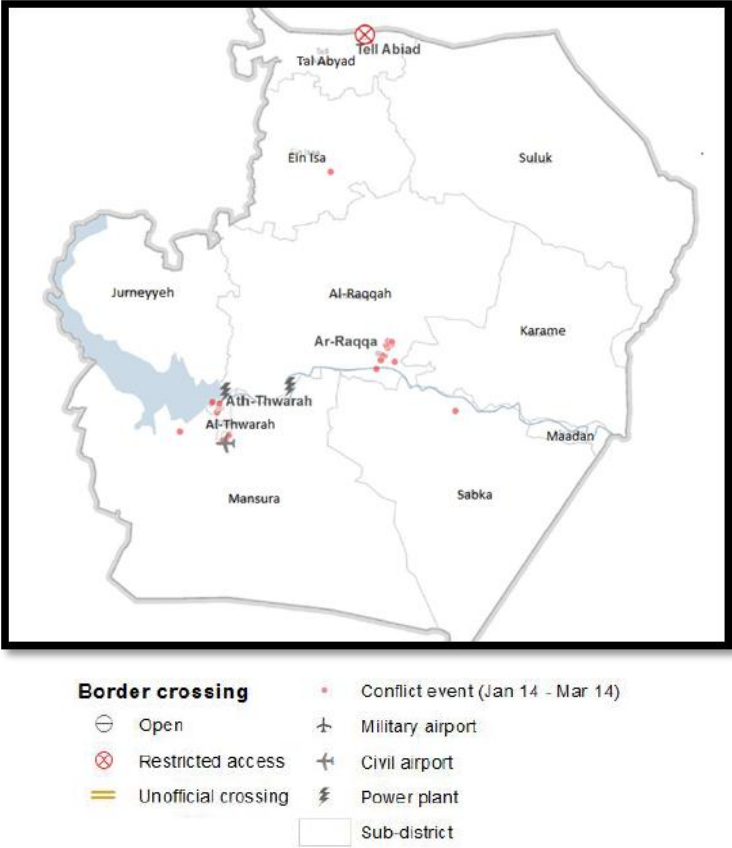 Tell Abiad
Tal Abyad
Ein Isa
Suluk
Jurneyyeh
Al-Raqqah
Karame
Ar-Raqqa
Ath-Thwarah
Al-Thwarah
Maadan
Mansura
Sabka
Border crossing
Open
Restricted access
Unofficial crossing
Conflict event (Jan 14 - Mar 14)
Military airport
Civil airport
Power plant
Sub-district